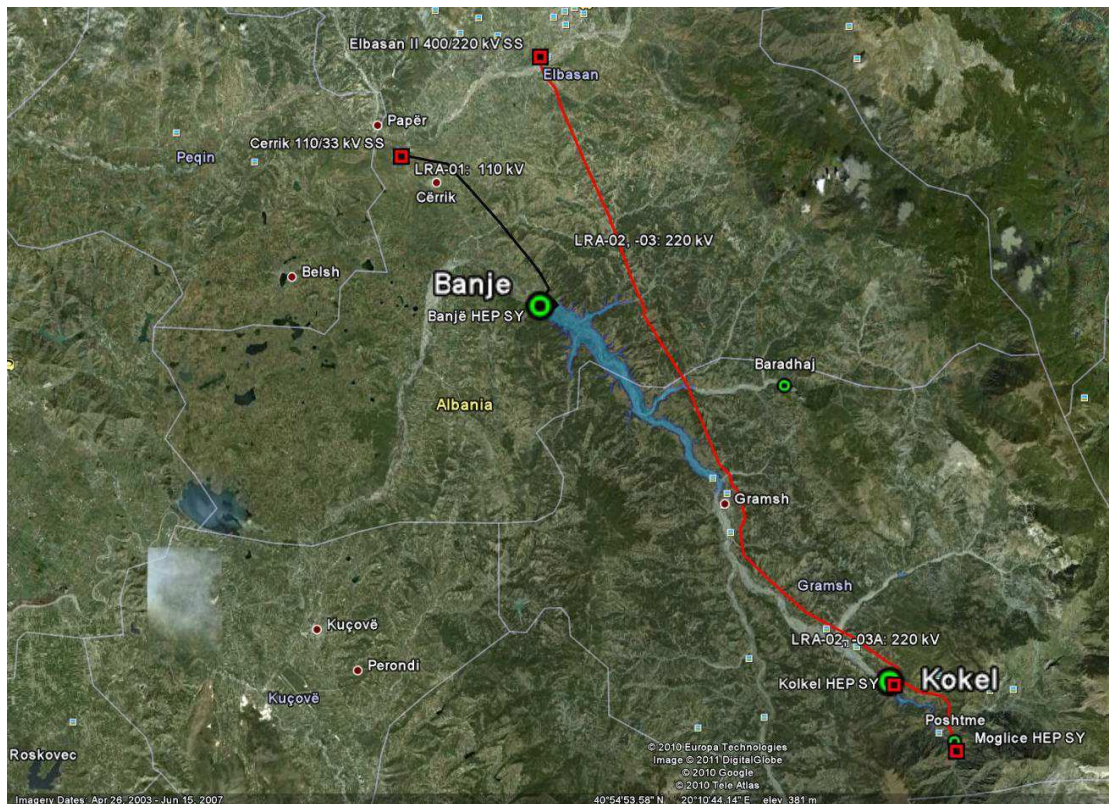 Elbasan II 400/220 kV SS
Elbasan
Papër
Cerrik 110/33 kV SS
Peqin
LRA-01: 110 kV
Cërrik
LRA-02, -03: 220 kV
Belsh
Banje
Banjë HEP SY
Baradhaj
Albania
Gramsh
Gramsh
Kuçovë
LRA-02, -03A: 220 kV
Perondi
Kokel
Kolkel HEP SY
Kuçovë
Poshtme
Moglice HEP SY
Roskovec
© 2010 Europa Technologies
Image © 2011 DigitalGlobe
© 2010 Google
© 2010 Tele Atlas
Imagery Dates: Apr 26, 2003 - Jun 15, 2007
40°54'53.58" N 20°10'44.14" E elev 381 m